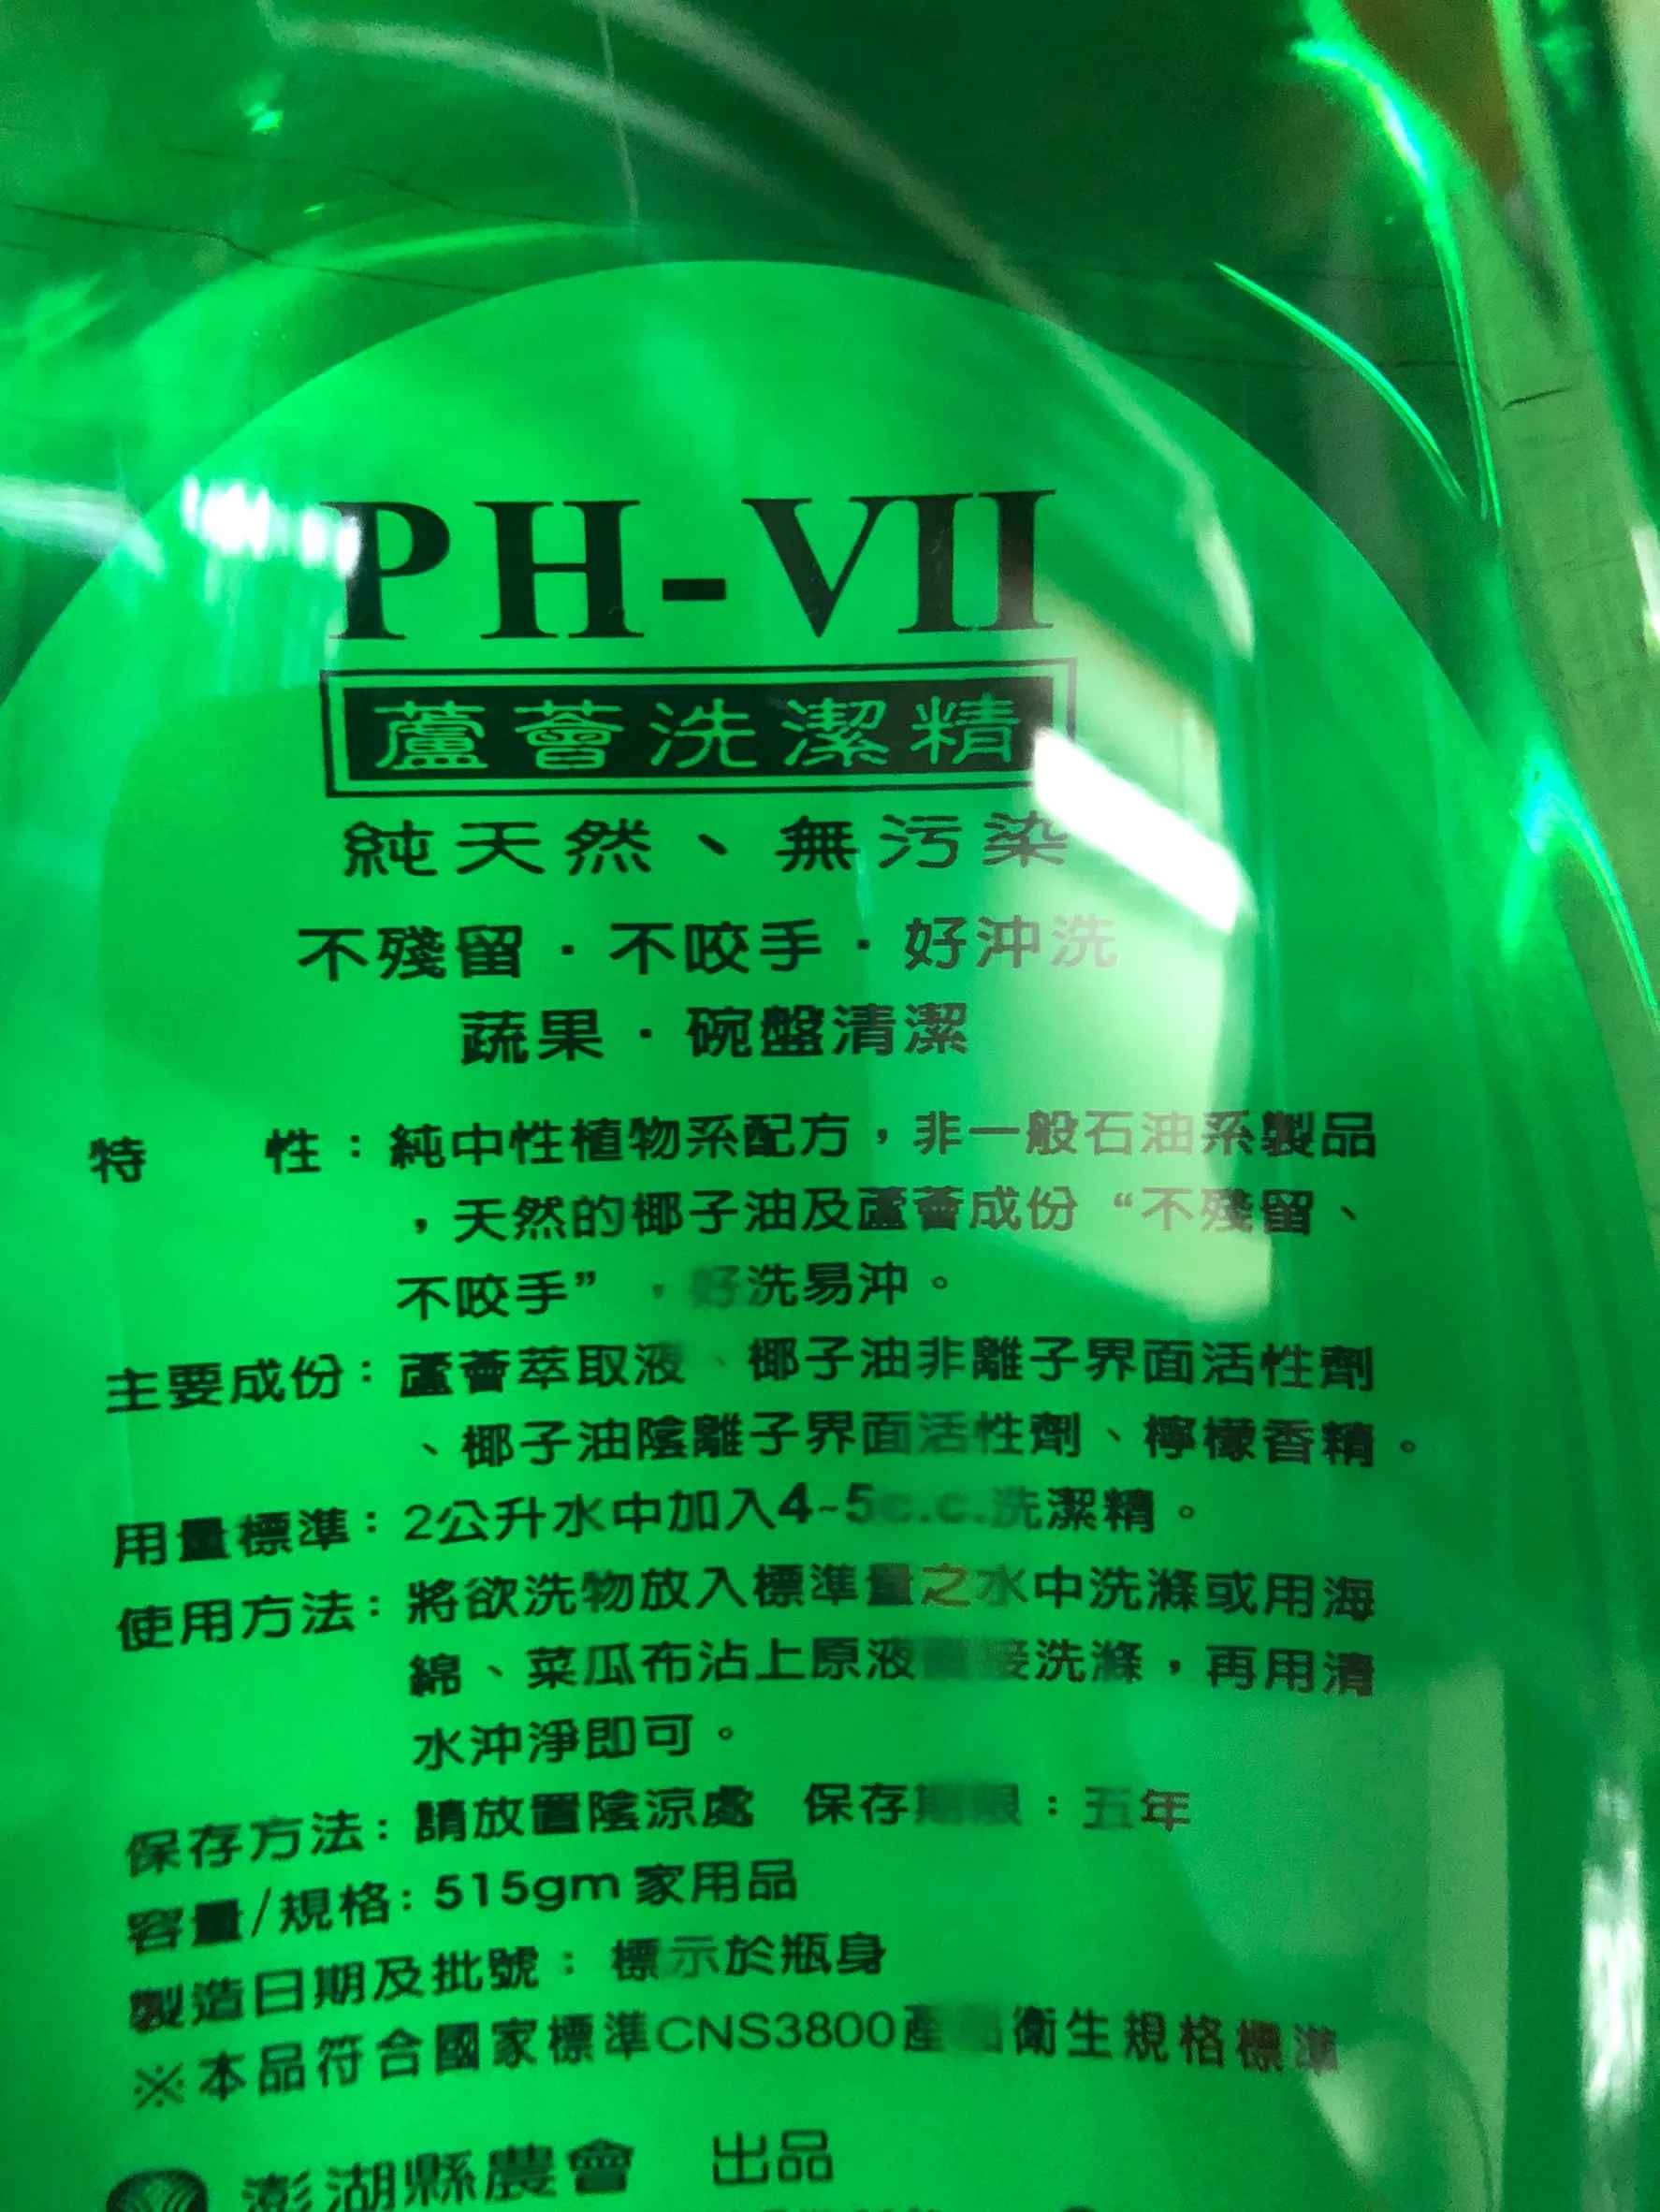 PH-VII
蘆薈洗潔精
純天然、無污染
不殘留・不咬手・好沖洗
蔬果・碗盤清潔
特 性：純中性植物系配方，非一般石油系製品
，天然的椰子油及蘆薈成份“不殘留、
不咬手”，好洗易沖。
主要成份：蘆薈萃取液、椰子油非離子界面活性劑
、椰子油陰離子界面活性劑、檸檬香精。
用量標準：2公升水中加入4~5c.c.洗潔精。
使用方法：將欲洗物放入標準量之水中洗滌或用海
綿、菜瓜布沾上原液直接洗滌，再用清
水沖淨即可。
保存方法：請放置陰涼處 保存期限：五年
容量/規格：515gm 家用品
製造日期及批號：標示於瓶身
※本品符合國家標準CNS3800產品衛生規格標準
澎湖縣農會 出品